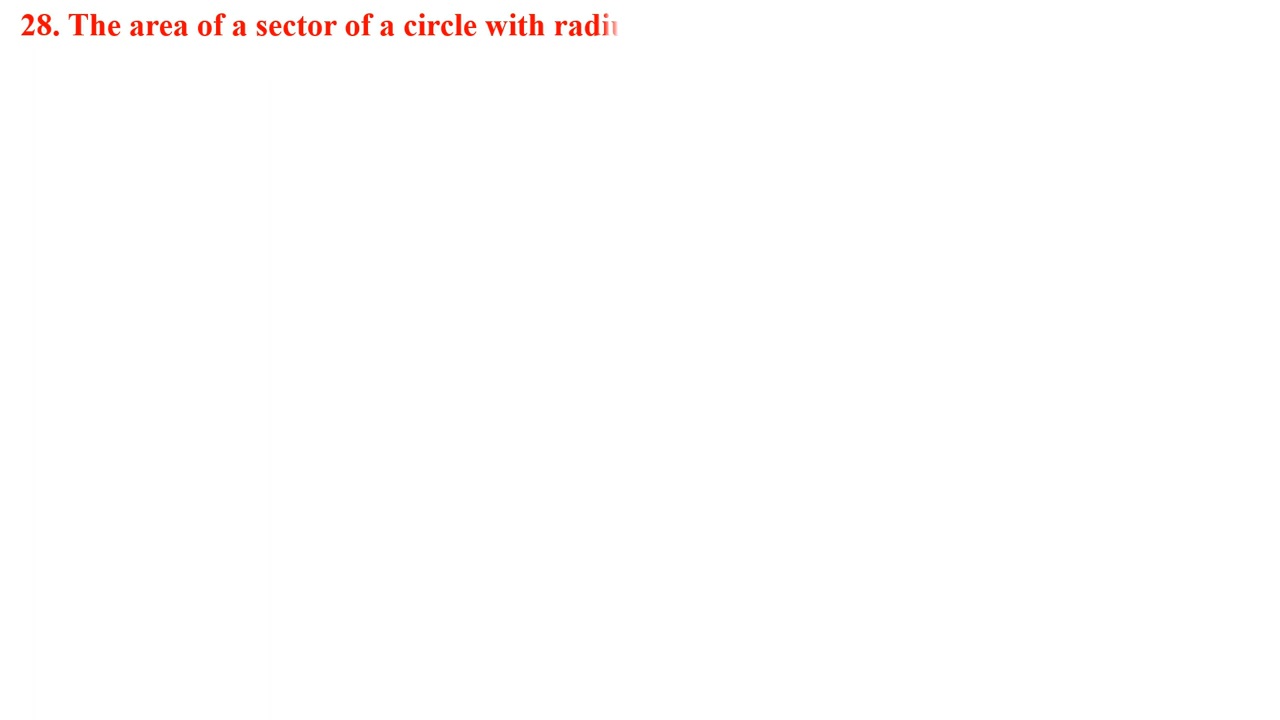 28. The area of a sector of a circle with radi